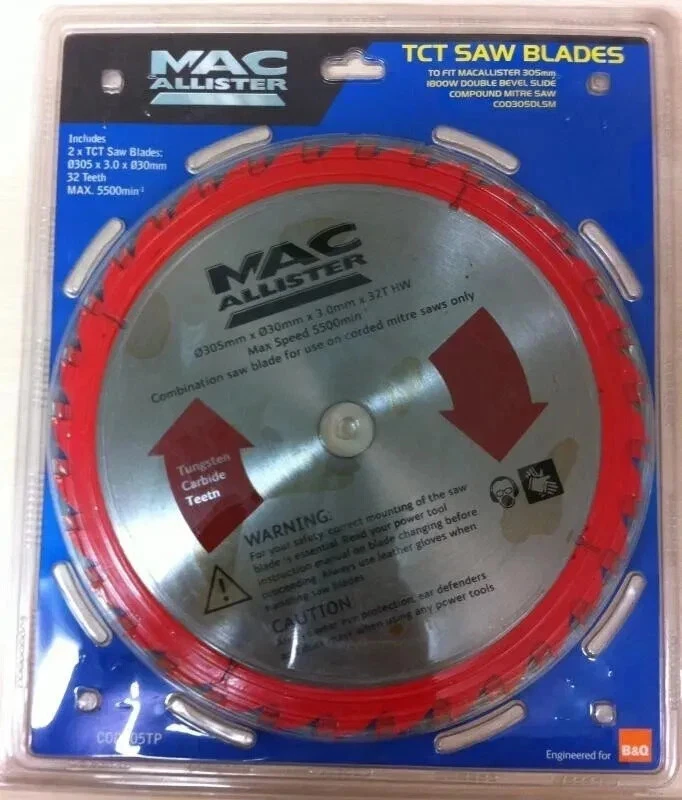 MAC
ALLISTER
TCT SAW BLADES
TO FIT MACALLISTER 305mm
1800W DOUBLE BEVEL SLIDE
COMPOUND MITRE SAW
COD305DLSM
Includes
2 x TCT Saw Blades:
Ø305 x 3.0 x Ø30mm
32 Teeth
MAX. 5500min⁻¹
MAC
ALLISTER
Ø305mm x Ø30mm x 3.0mm x 32T HW
Max Speed 5500min
Combination saw blade for use on corded mitre saws only
Tungsten
Carbide
Teeth
WARNING:
For your safety correct mounting of the saw
blade is essential. Read your power tool
instruction manual on blade changing before
proceeding. Always use leather gloves when
handling saw blades
CAUTION
wear eye protection, ear defenders
mask when using any power tools
05TP
Engineered for
B&Q